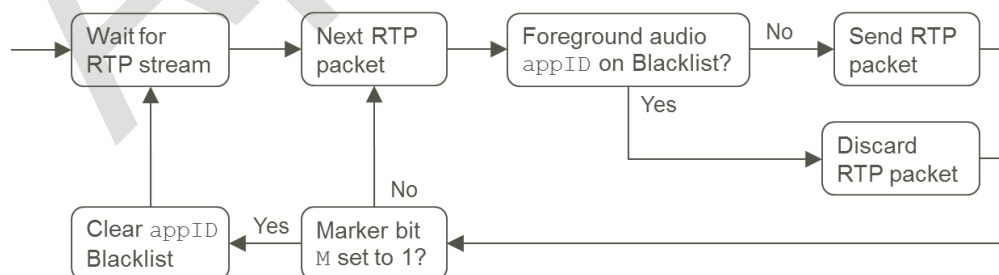 Wait for
RTP stream
Next RTP
packet
Foreground audio
appID on Blacklist?
No
Send RTP
packet
Yes
Discard
RTP packet
No
Clear appID
Blacklist
Yes
Marker bit
M set to 1?